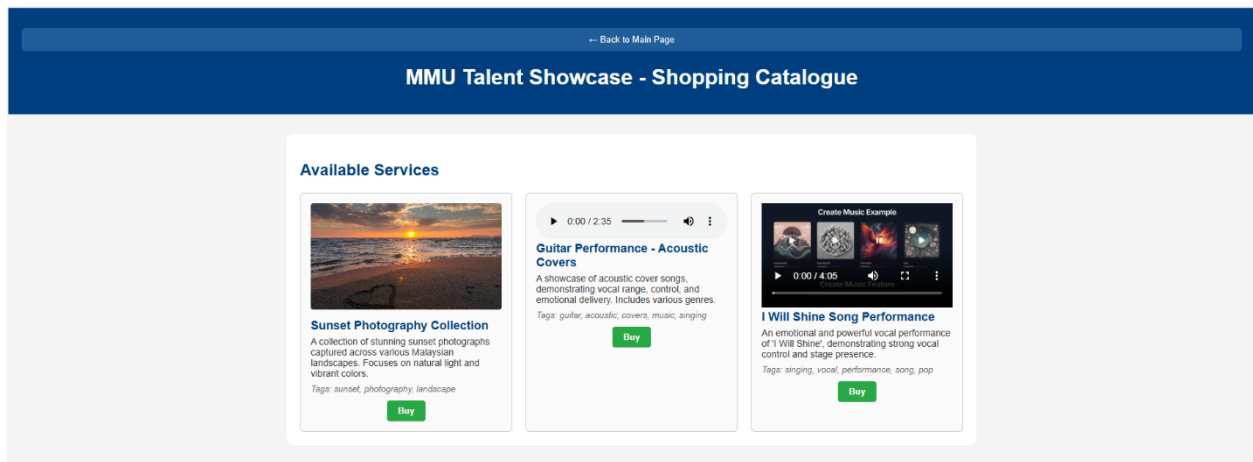 ← Back to Main Page
MMU Talent Showcase - Shopping Catalogue
Available Services
Sunset Photography Collection
A collection of stunning sunset photographs
captured across various Malaysian
landscapes. Focuses on natural light and
vibrant colors.
Tags: sunset, photography, landscape
Buy
0:00 / 2:35
Guitar Performance - Acoustic
Covers
A showcase of acoustic cover songs,
demonstrating vocal range, control, and
emotional delivery. Includes various genres.
Tags: guitar, acoustic, covers, music, singing
Buy
Create Music Example
0:00 / 4:05
Create Music Feature
I Will Shine Song Performance
An emotional and powerful vocal performance
of 'I Will Shine', demonstrating strong vocal
control and stage presence.
Tags: singing, vocal, performance, song, pop
Buy